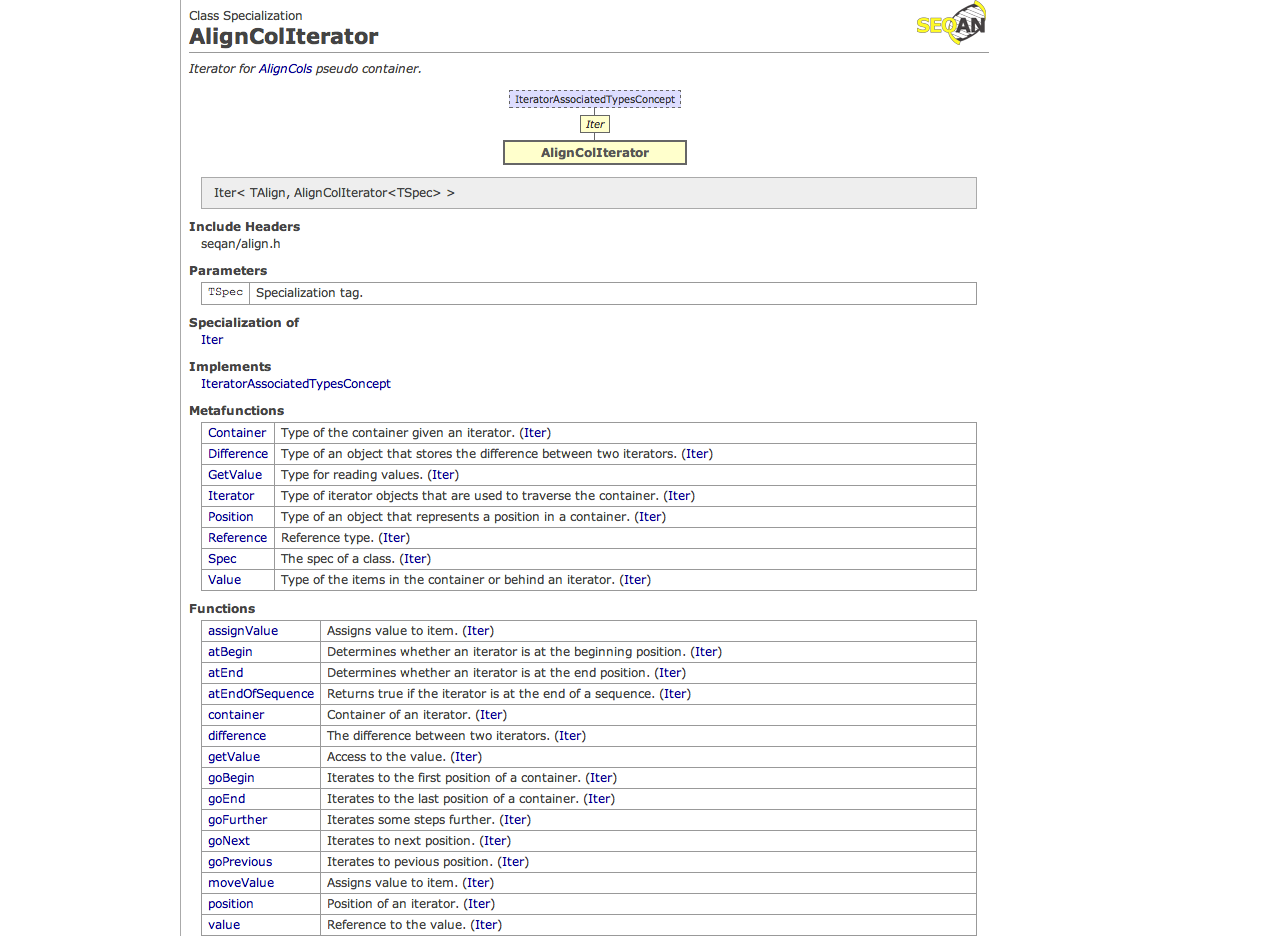 Class Specialization
AlignColIterator
SEQAN
Iterator for AlignCols pseudo container.
IteratorAssociatedTypesConcept
Iter
AlignColIterator
Iter< TAlign, AlignColIterator<TSpec> >
Include Headers
seqan/align.h
Parameters
TSpec Specialization tag.
Specialization of
Iter
Implements
IteratorAssociatedTypesConcept
Metafunctions
Container Type of the container given an iterator. (Iter)
Difference Type of an object that stores the difference between two iterators. (Iter)
GetValue Type for reading values. (Iter)
Iterator Type of iterator objects that are used to traverse the container. (Iter)
Position Type of an object that represents a position in a container. (Iter)
Reference Reference type. (Iter)
Spec The spec of a class. (Iter)
Value Type of the items in the container or behind an iterator. (Iter)
Functions
assignValue Assigns value to item. (Iter)
atBegin Determines whether an iterator is at the beginning position. (Iter)
atEnd Determines whether an iterator is at the end position. (Iter)
atEndOfSequence Returns true if the iterator is at the end of a sequence. (Iter)
container Container of an iterator. (Iter)
difference The difference between two iterators. (Iter)
getValue Access to the value. (Iter)
goBegin Iterates to the first position of a container. (Iter)
goEnd Iterates to the last position of a container. (Iter)
goFurther Iterates some steps further. (Iter)
goNext Iterates to next position. (Iter)
goPrevious Iterates to pevious position. (Iter)
moveValue Assigns value to item. (Iter)
position Position of an iterator. (Iter)
value Reference to the value. (Iter)